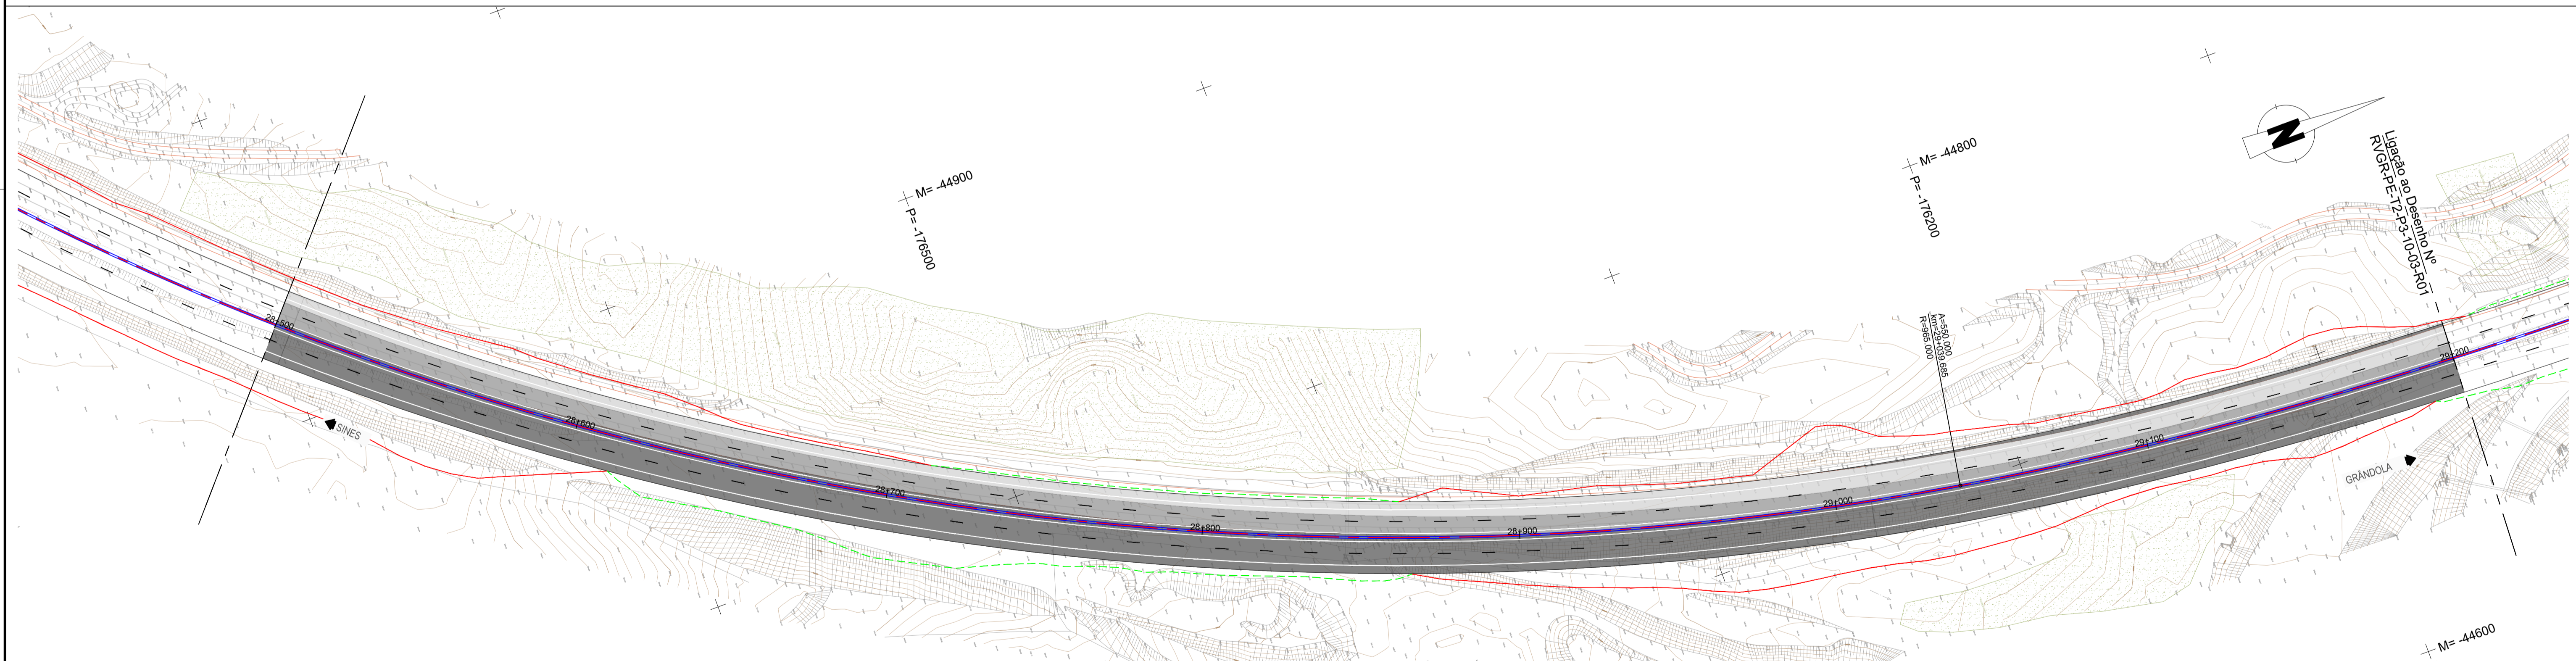 M= -44900
P= -176500
M= -44800
P= -176200
N
Ligação ao Desenho Nº
RVGR-PE-T2-P3-10-03-R01
A=550.000
km=29+039.685
R=965.000
28+500
28+600
28+700
28+800
28+900
29+000
29+100
29+200
SINES
GRÂNDOLA
M= -44600